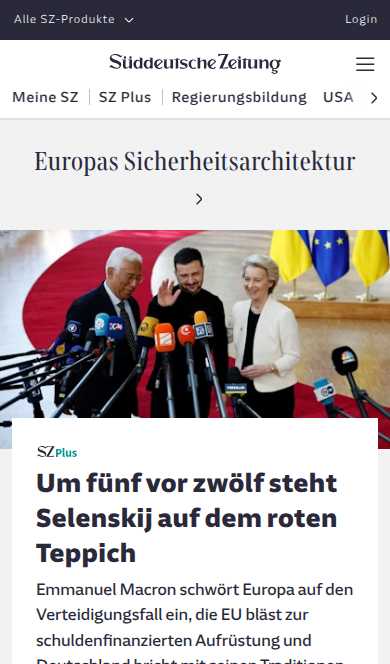 Alle SZ-Produkte
Login
Süddeutsche Zeitung
Meine SZ
SZ Plus
Regierungsbildung
USA
Europas Sicherheitsarchitektur
SZ Plus
Um fünf vor zwölf steht
Selenskij auf dem roten
Teppich
Emmanuel Macron schwört Europa auf den
Verteidigungsfall ein, die EU bläst zur
schuldenfinanzierten Aufrüstung und
Deutschland bricht mit seinen Traditionen